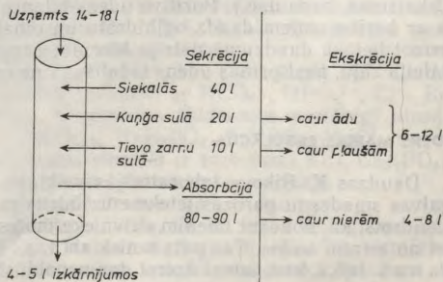 Uzņemts 14-18 l
Sekrēcija
Ekskrēcija
Siekalās 40 l
Kuņģa sulā 20 l caur ādu
6-12 l
Tievo zarnu sulā 10 l caur plaušām
Absorbcija
80-90 l caur nierēm 4-8 l
4-5 l izkārnījumos